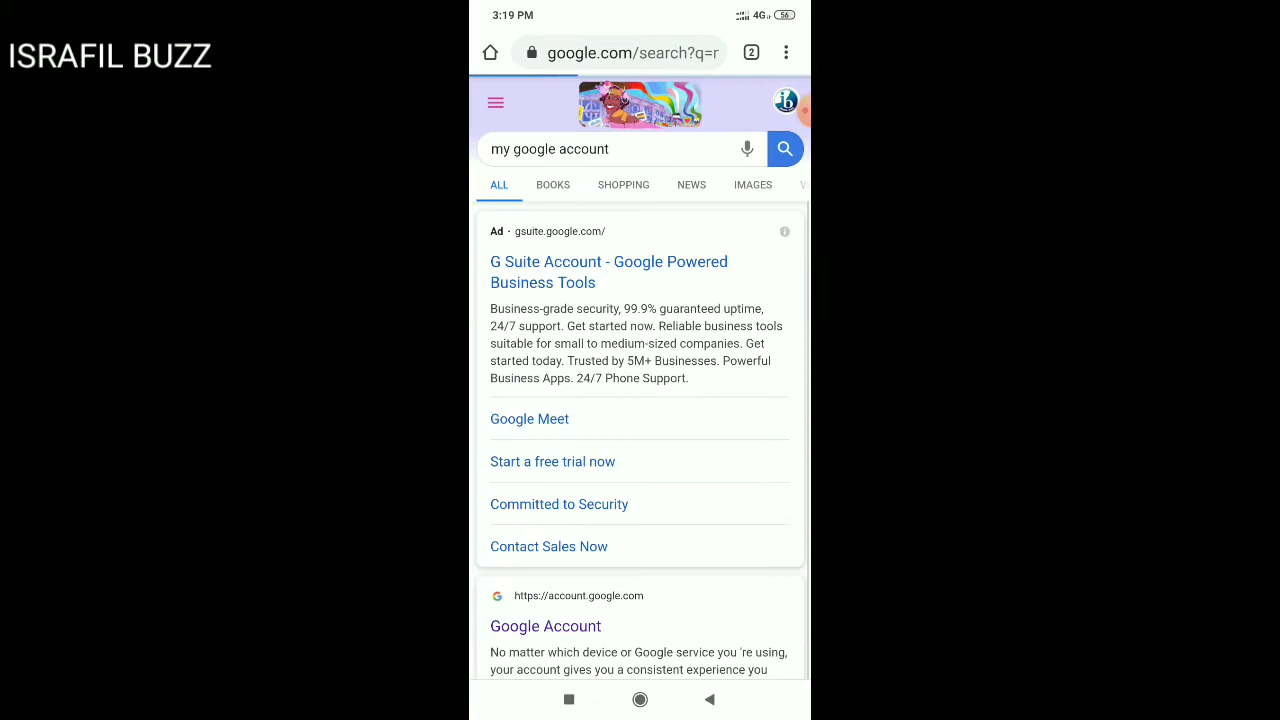 ISRAFIL BUZZ
3:19 PM
4G
56
google.com/search?q=r
2
my google account
ALL BOOKS SHOPPING NEWS IMAGES V
Ad · gsuite.google.com/
G Suite Account - Google Powered
Business Tools
Business-grade security, 99.9% guaranteed uptime,
24/7 support. Get started now. Reliable business tools
suitable for small to medium-sized companies. Get
started today. Trusted by 5M+ Businesses. Powerful
Business Apps. 24/7 Phone Support.
Google Meet
Start a free trial now
Committed to Security
Contact Sales Now
https://account.google.com
Google Account
No matter which device or Google service you 're using,
your account gives you a consistent experience you